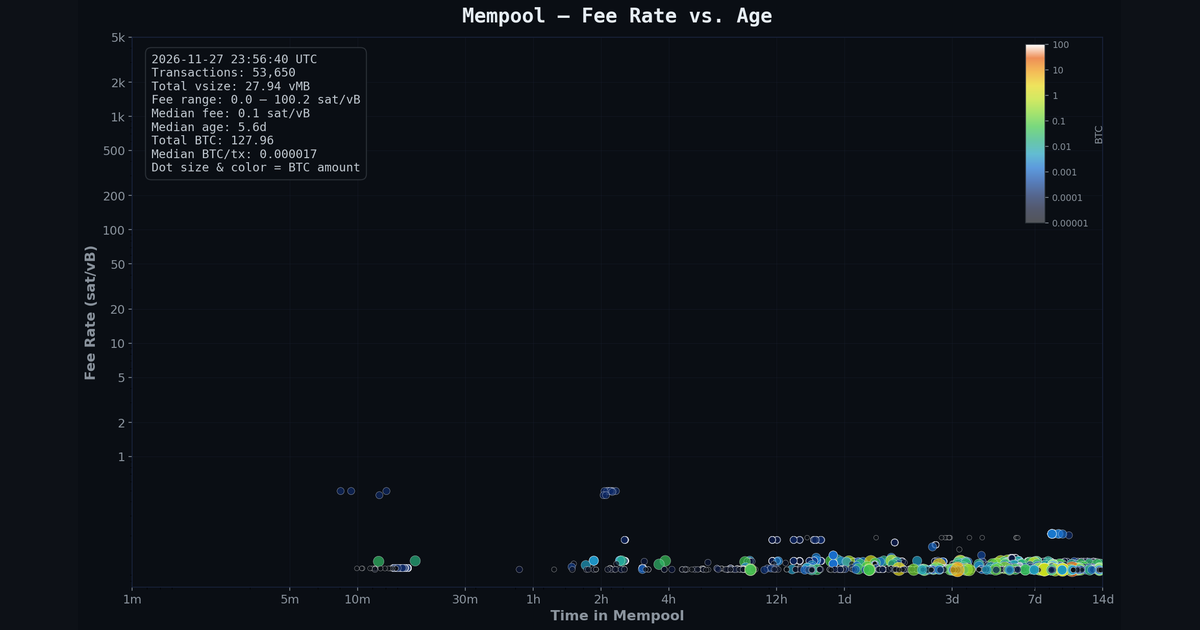 Mempool — Fee Rate vs. Age
2026-11-27 23:56:40 UTC
Transactions: 53,650
Total vsize: 27.94 vMB
Fee range: 0.0 — 100.2 sat/vB
Median fee: 0.1 sat/vB
Median age: 5.6d
Total BTC: 127.96
Median BTC/tx: 0.000017
Dot size & color = BTC amount
5k
2k
1k
500
200
100
50
20
10
5
2
1
Fee Rate (sat/vB)
100
10
1
0.1
0.01
0.001
0.0001
0.00001
BTC
1m 5m 10m 30m 1h 2h 4h 12h 1d 3d 7d 14d
Time in Mempool